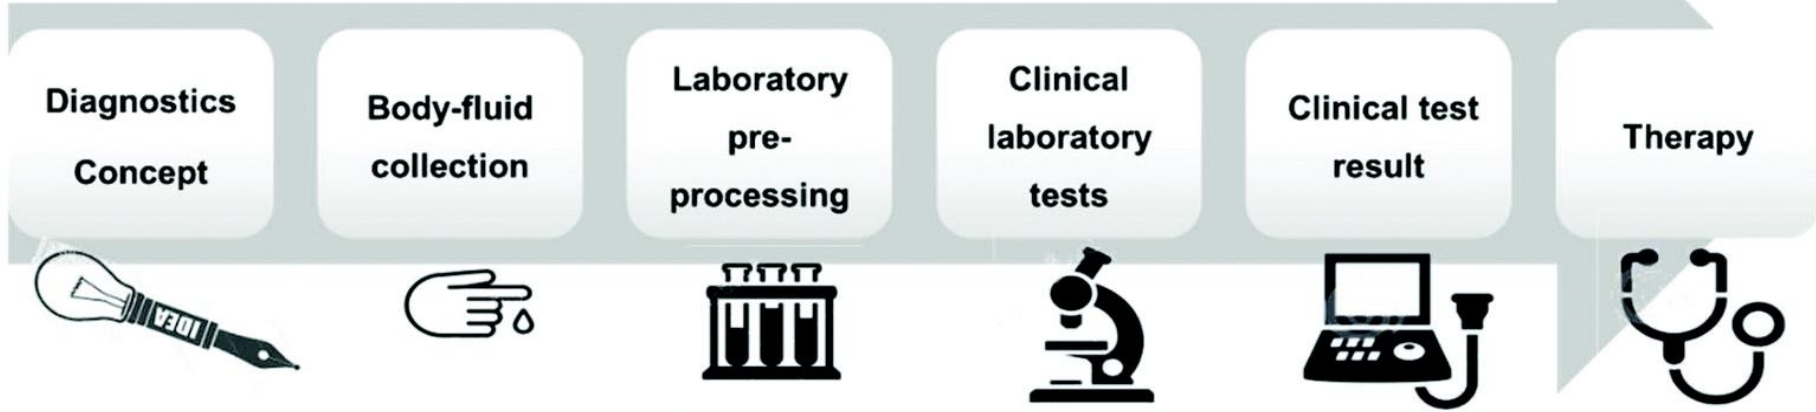 Diagnostics
Concept
Body-fluid
collection
Laboratory
pre-
processing
Clinical
laboratory
tests
Clinical test
result
Therapy
IDEA